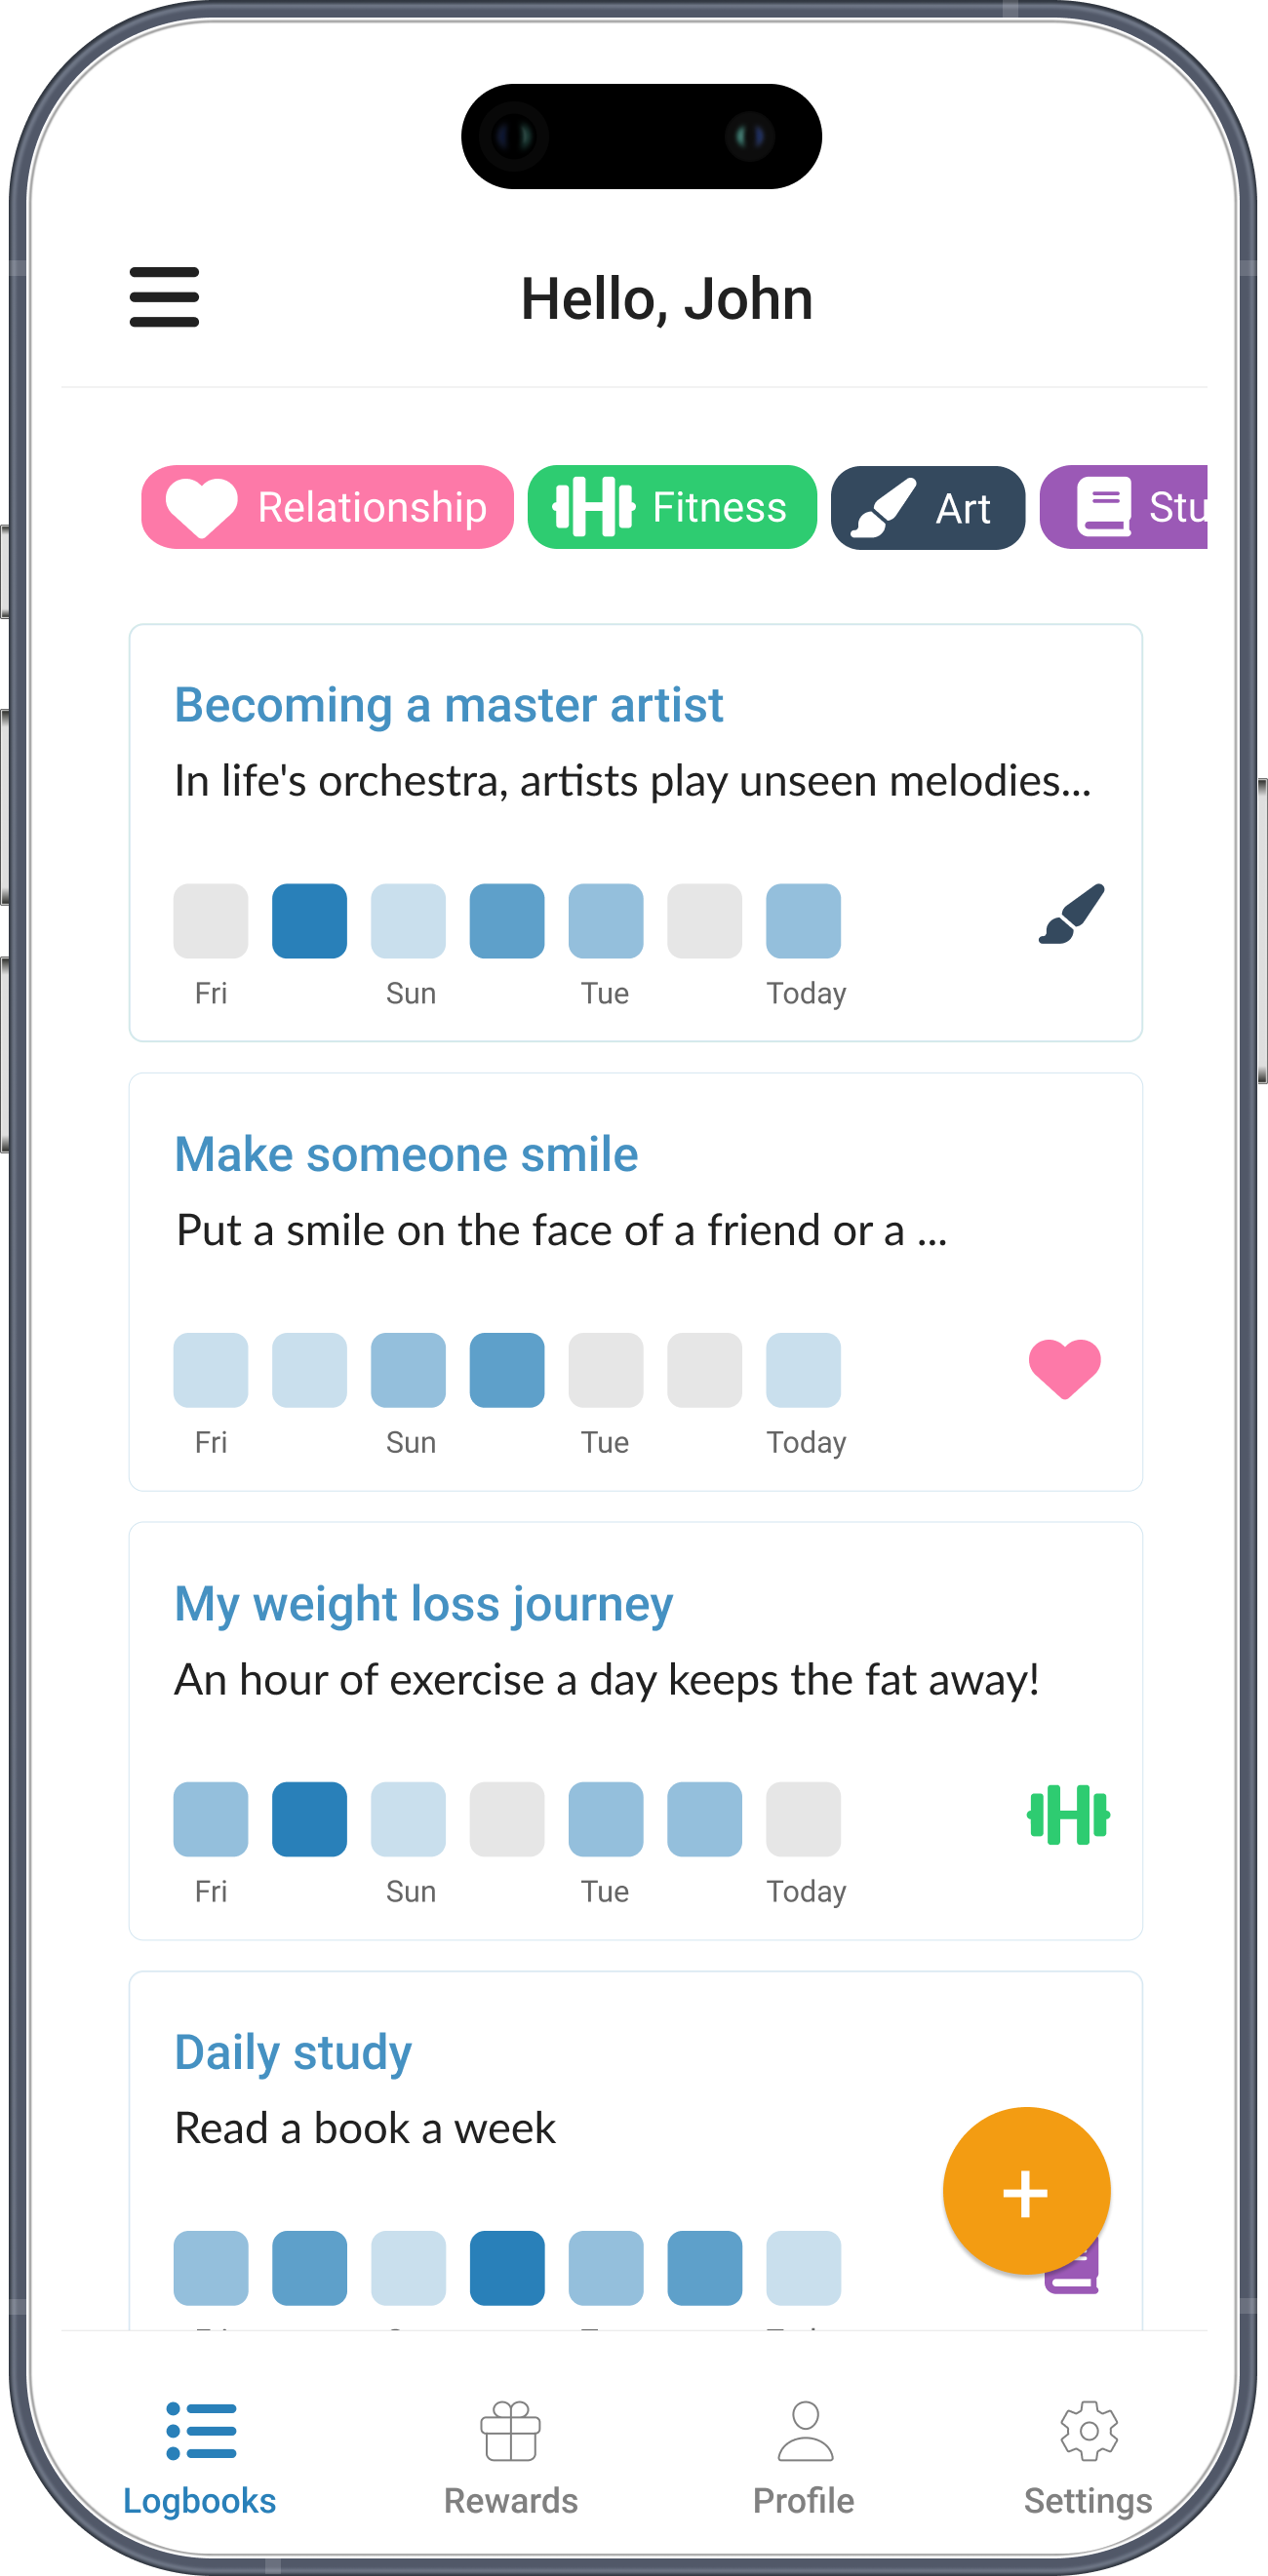 Hello, John
Relationship Fitness Art Stu
Becoming a master artist
In life's orchestra, artists play unseen melodies...
Fri Sun Tue Today
Make someone smile
Put a smile on the face of a friend or a ...
Fri Sun Tue Today
My weight loss journey
An hour of exercise a day keeps the fat away!
Fri Sun Tue Today
Daily study
Read a book a week
+
Logbooks Rewards Profile Settings